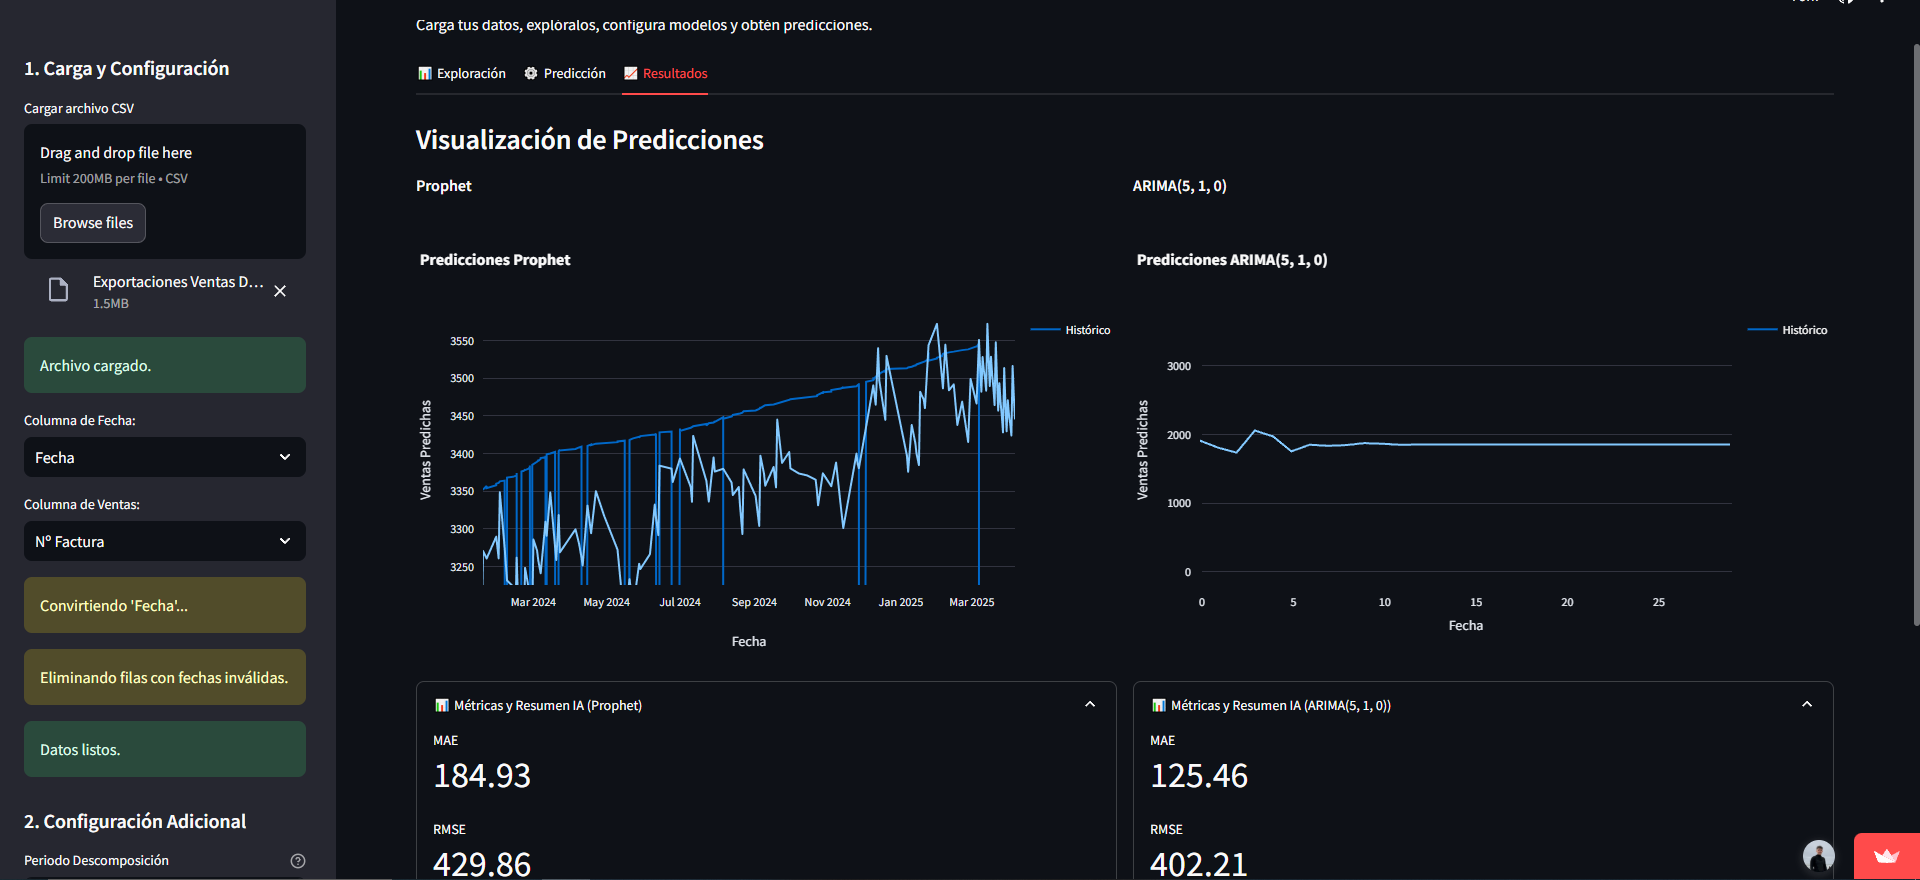 Carga tus datos, explóralos, configura modelos y obtén predicciones.
1. Carga y Configuración
Cargar archivo CSV
Drag and drop file here
Limit 200MB per file • CSV
Browse files
Exportaciones Ventas D...
1.5MB
Archivo cargado.
Columna de Fecha:
Fecha
Columna de Ventas:
Nº Factura
Convirtiendo 'Fecha'...
Eliminando filas con fechas inválidas.
Datos listos.
2. Configuración Adicional
Periodo Descomposición
Exploración
Predicción
Resultados
Visualización de Predicciones
Prophet
Predicciones Prophet
Histórico
Ventas Predichas
3550
3500
3450
3400
3350
3300
3250
Mar 2024
May 2024
Jul 2024
Sep 2024
Nov 2024
Jan 2025
Mar 2025
Fecha
Métricas y Resumen IA (Prophet)
MAE
184.93
RMSE
429.86
ARIMA(5, 1, 0)
Predicciones ARIMA(5, 1, 0)
Histórico
Ventas Predichas
3000
2000
1000
0
0
5
10
15
20
25
Fecha
Métricas y Resumen IA (ARIMA(5, 1, 0))
MAE
125.46
RMSE
402.21